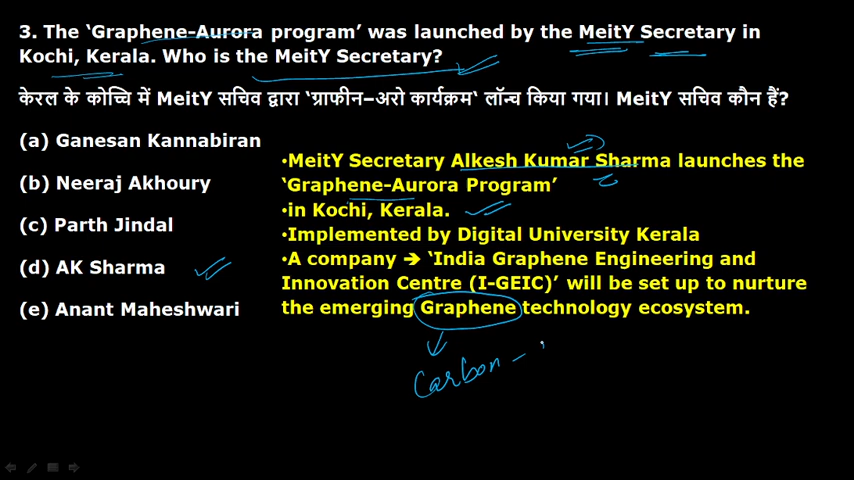 3. The ‘Graphene-Aurora program’ was launched by the MeitY Secretary in
Kochi, Kerala. Who is the MeitY Secretary?
केरल के कोच्चि में MeitY सचिव द्वारा ‘ग्राफीन-अरो कार्यक्रम‘ लॉन्च किया गया। MeitY सचिव कौन हैं?
(a) Ganesan Kannabiran
(b) Neeraj Akhoury
(c) Parth Jindal
(d) AK Sharma
(e) Anant Maheshwari
•MeitY Secretary Alkesh Kumar Sharma launches the
‘Graphene-Aurora Program’
•in Kochi, Kerala.
•Implemented by Digital University Kerala
•A company ➔ ‘India Graphene Engineering and
Innovation Centre (I-GEIC)’ will be set up to nurture
the emerging Graphene technology ecosystem.
Carbon -